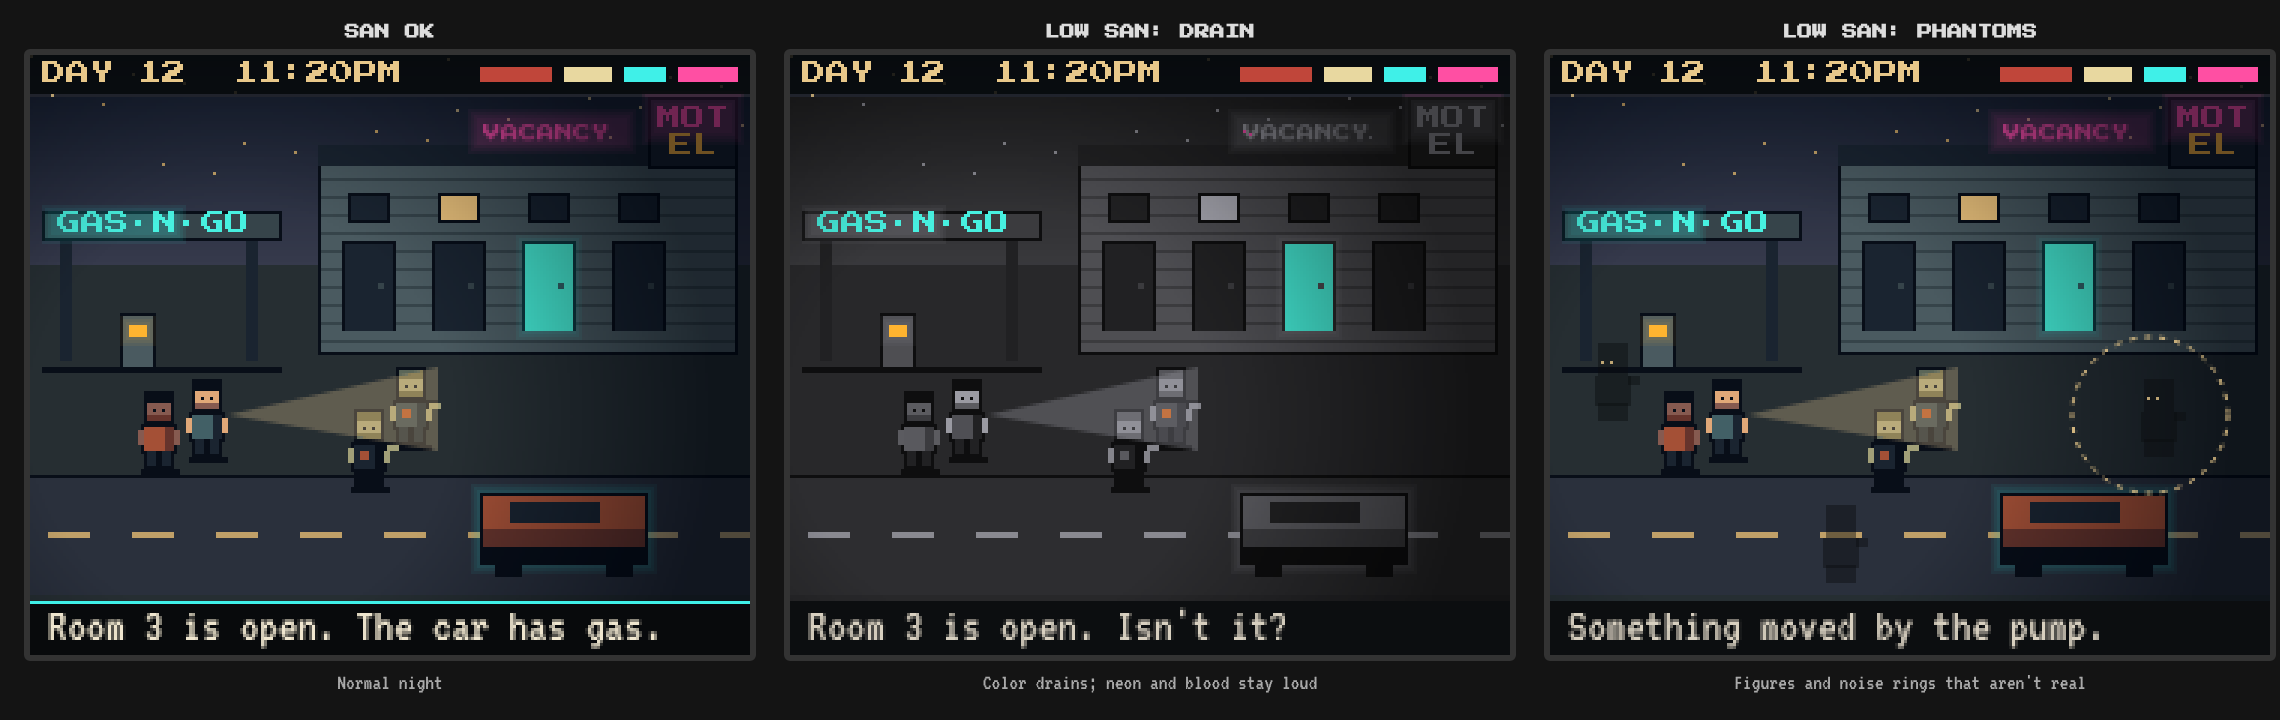 SAN OK
DAY 12 11:20PM
VACANCY.
MOT
EL
GAS·N·GO
Room 3 is open. The car has gas.
Normal night
LOW SAN: DRAIN
DAY 12 11:20PM
VACANCY.
MOT
EL
GAS·N·GO
Room 3 is open. Isn't it?
Color drains; neon and blood stay loud
LOW SAN: PHANTOMS
DAY 12 11:20PM
VACANCY.
MOT
EL
GAS·N·GO
Something moved by the pump.
Figures and noise rings that aren't real